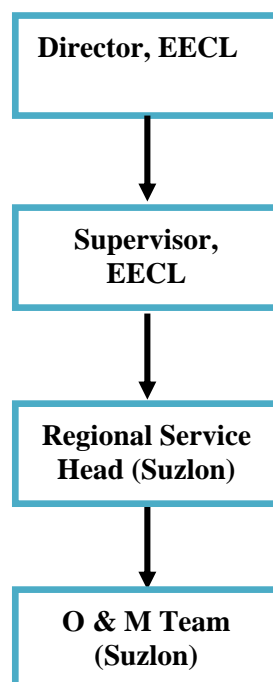 Director, EECL
Supervisor,
EECL
Regional Service
Head (Suzlon)
O & M Team
(Suzlon)